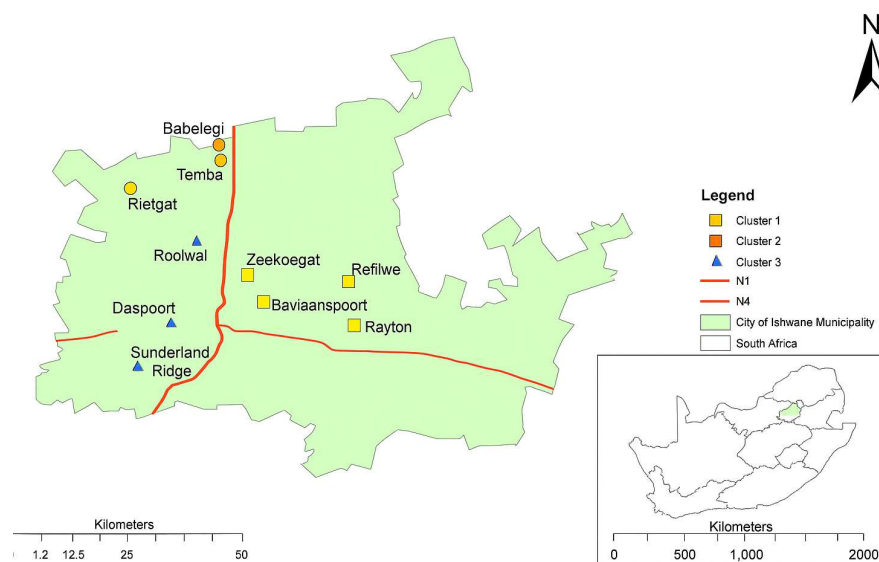 N
Babelegi
Temba
Rietgat
Roolwal
Zeekoegat
Refilwe
Baviaanspoort
Daspoort
Rayton
Sunderland
Ridge
Legend
Cluster 1
Cluster 2
Cluster 3
N1
N4
City of Ishwane Municipality
South Africa
Kilometers
1.2 12.5 25 50
Kilometers
0 500 1,000 2000